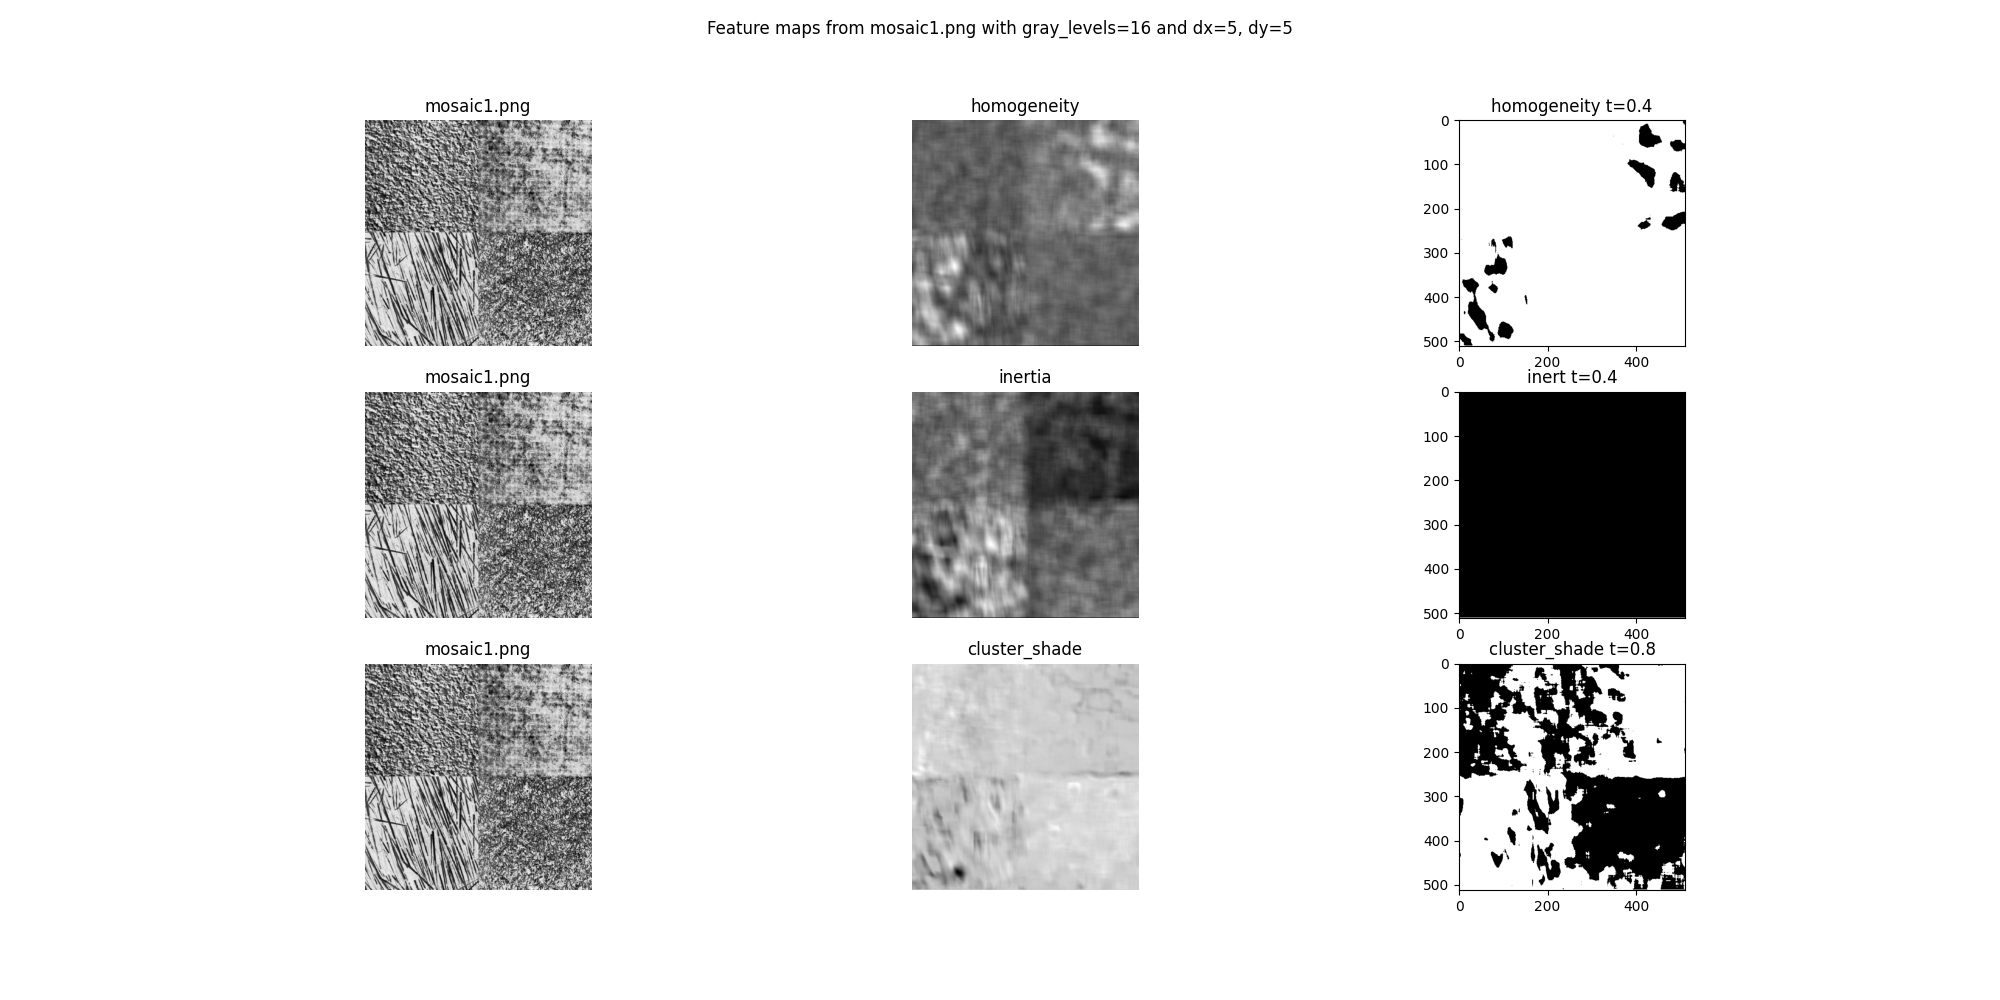 Feature maps from mosaic1.png with gray_levels=16 and dx=5, dy=5
mosaic1.png
homogeneity
homogeneity t=0.4
0
100
200
300
400
500
0 200 400
mosaic1.png
inertia
inert t=0.4
0
100
200
300
400
500
0 200 400
mosaic1.png
cluster_shade
cluster_shade t=0.8
0
100
200
300
400
500
0 200 400